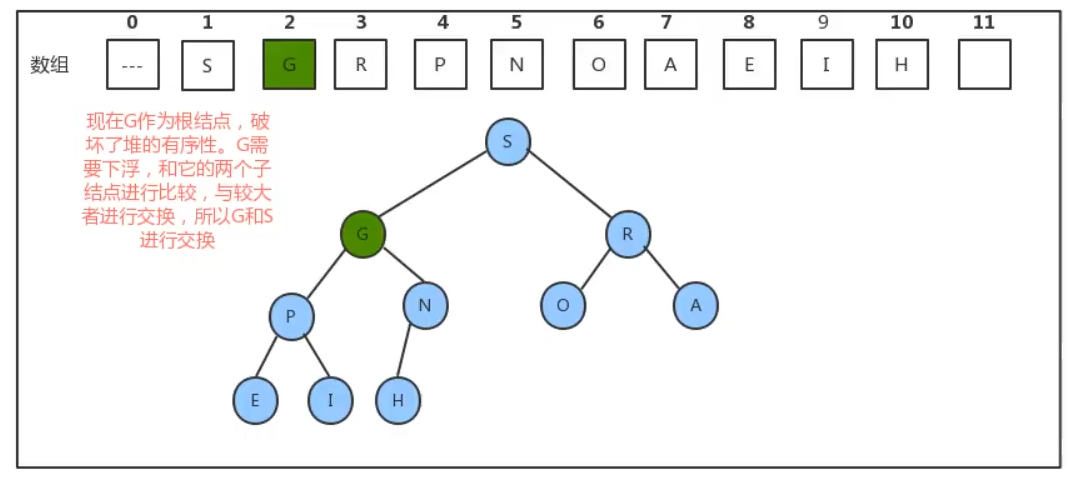 0 1 2 3 4 5 6 7 8 9 10 11
数组 --- S G R P N O A E I H
现在G作为根结点，破
坏了堆的有序性。G需
要下浮，和它的两个子
结点进行比较，与较大
者进行交换，所以G和S
进行交换
S
G R
P N O A
E I H